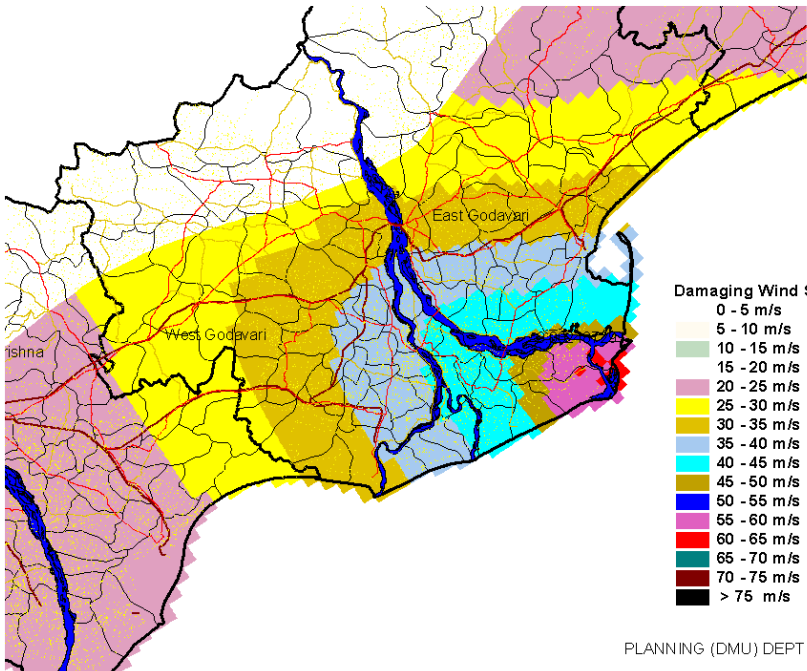 East Godavari
West Godavari
rishna
Damaging Wind S
0 - 5 m/s
5 - 10 m/s
10 - 15 m/s
15 - 20 m/s
20 - 25 m/s
25 - 30 m/s
30 - 35 m/s
35 - 40 m/s
40 - 45 m/s
45 - 50 m/s
50 - 55 m/s
55 - 60 m/s
60 - 65 m/s
65 - 70 m/s
70 - 75 m/s
> 75 m/s
PLANNING (DMU) DEPT